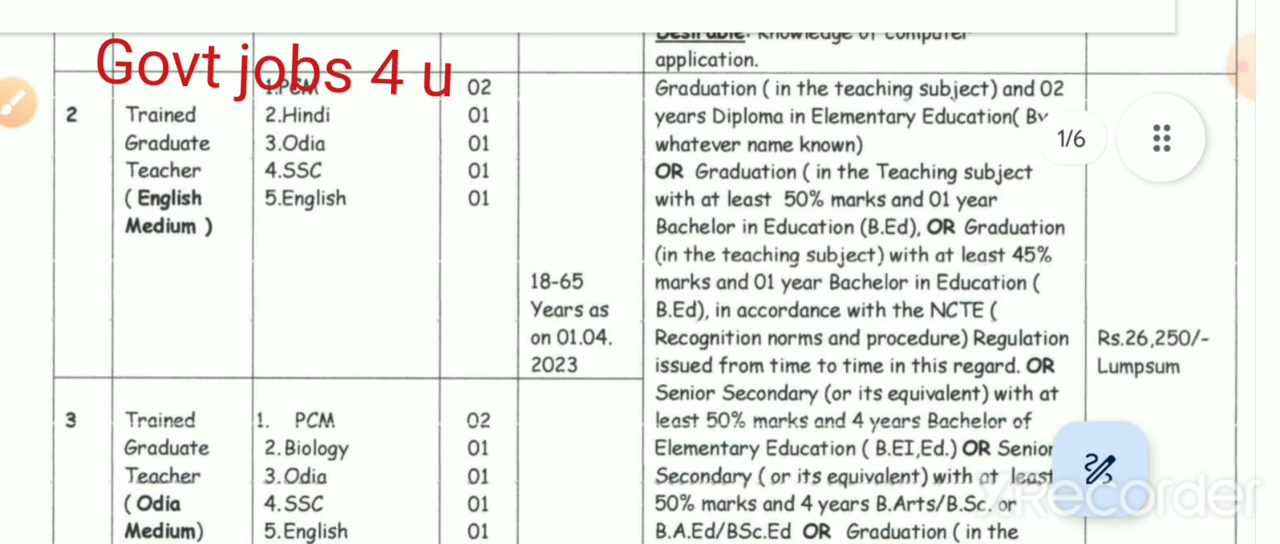 Desirable: Knowledge of computer
application.
Govt jobs 4 u
2
Trained
Graduate
Teacher
( English
Medium )
1.PCM
2.Hindi
3.Odia
4.SSC
5.English
02
01
01
01
01
18-65
Years as
on 01.04.
2023
Graduation ( in the teaching subject) and 02
years Diploma in Elementary Education( By
whatever name known)
OR Graduation ( in the Teaching subject
with at least 50% marks and 01 year
Bachelor in Education (B.Ed), OR Graduation
(in the teaching subject) with at least 45%
marks and 01 year Bachelor in Education (
B.Ed), in accordance with the NCTE (
Recognition norms and procedure) Regulation
issued from time to time in this regard. OR
Senior Secondary (or its equivalent) with at
least 50% marks and 4 years Bachelor of
Elementary Education ( B.EI,Ed.) OR Senior
Secondary ( or its equivalent) with at least
50% marks and 4 years B.Arts/B.Sc. or
B.A.Ed/BSc.Ed OR Graduation ( in the
1/6
Rs.26,250/-
Lumpsum
3
Trained
Graduate
Teacher
( Odia
Medium)
1. PCM
2. Biology
3.Odia
4.SSC
5.English
02
01
01
01
01
XRecorder